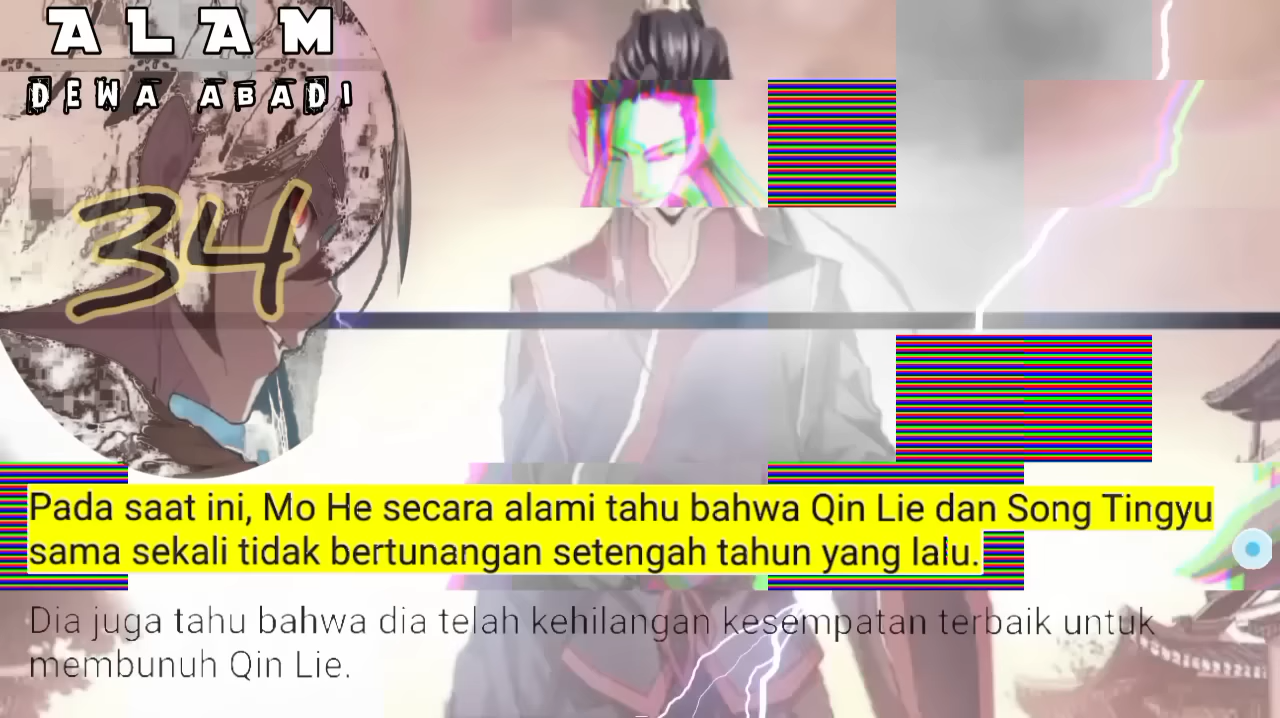 ALAM
DEWA ABADI
34
Pada saat ini, Mo He secara alami tahu bahwa Qin Lie dan Song Tingyu
sama sekali tidak bertunangan setengah tahun yang lalu.
Dia juga tahu bahwa dia telah kehilangan kesempatan terbaik untuk
membunuh Qin Lie.